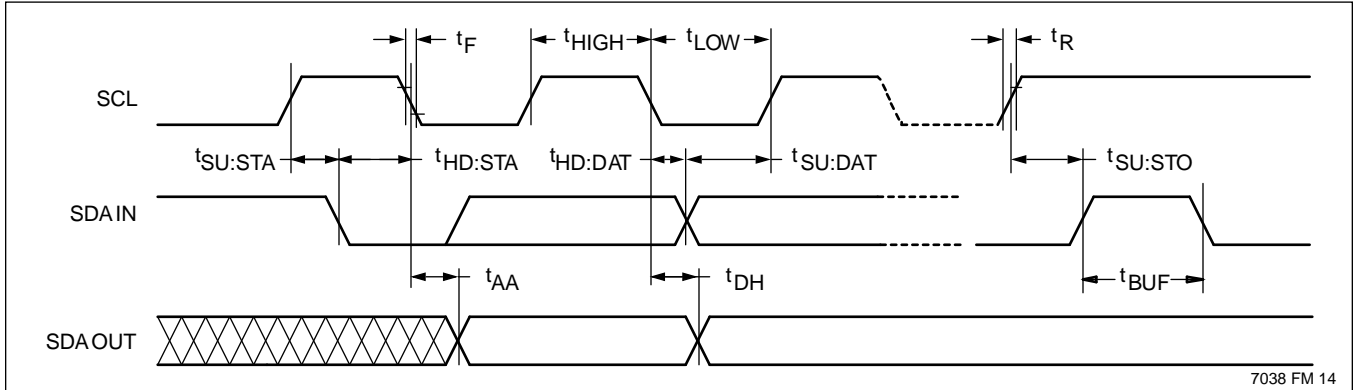 tF tHIGH tLOW tR
SCL
tSU:STA tHD:STA tHD:DAT tSU:DAT tSU:STO
SDA IN
tAA tDH tBUF
SDA OUT
7038 FM 14